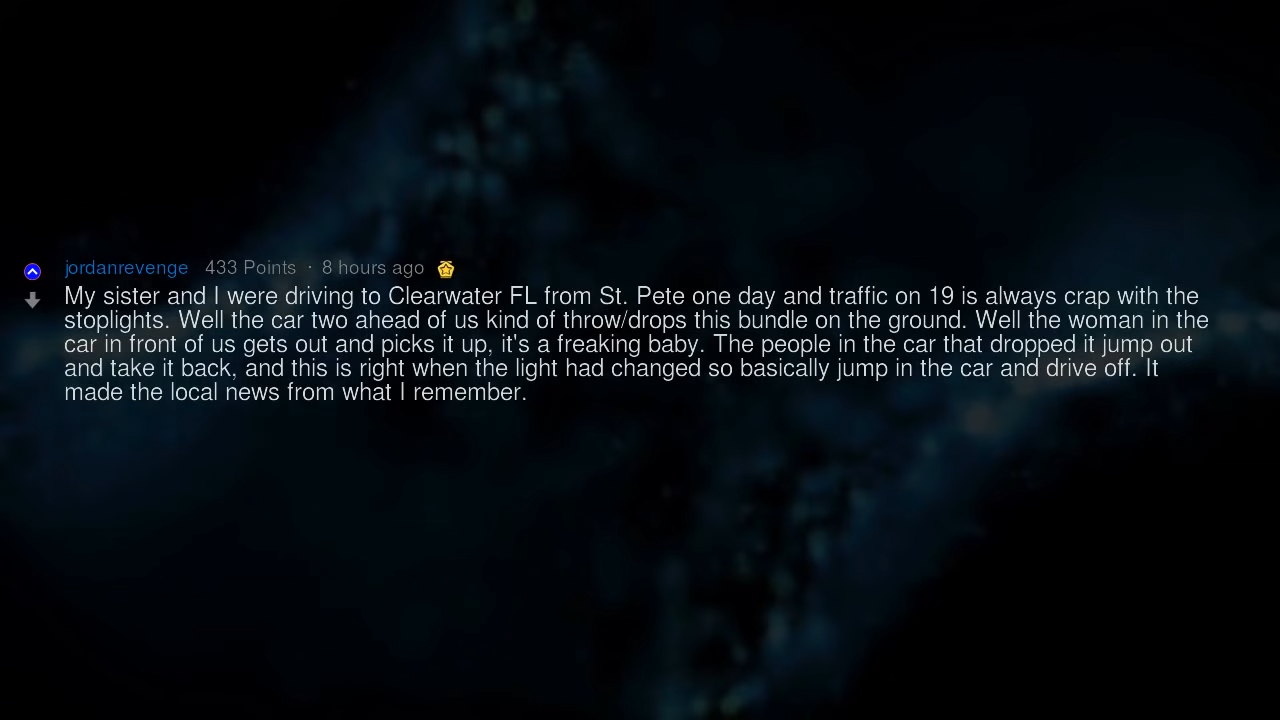 jordanrevenge 433 Points · 8 hours ago
My sister and I were driving to Clearwater FL from St. Pete one day and traffic on 19 is always crap with the
stoplights. Well the car two ahead of us kind of throw/drops this bundle on the ground. Well the woman in the
car in front of us gets out and picks it up, it's a freaking baby. The people in the car that dropped it jump out
and take it back, and this is right when the light had changed so basically jump in the car and drive off. It
made the local news from what I remember.